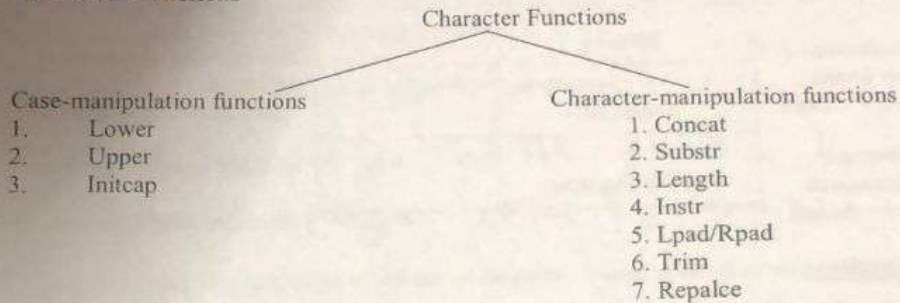 Character Functions
Case-manipulation functions
1. Lower
2. Upper
3. Initcap
Character-manipulation functions
1. Concat
2. Substr
3. Length
4. Instr
5. Lpad/Rpad
6. Trim
7. Repalce